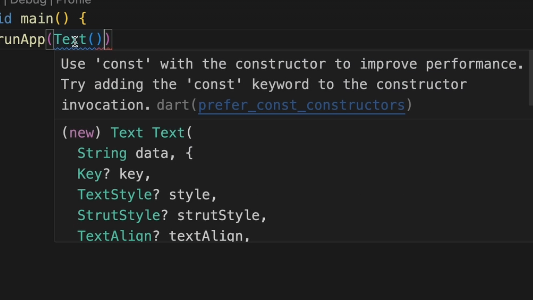 | Debug | Profile
id main() {
runApp(Text())
Use 'const' with the constructor to improve performance.
Try adding the 'const' keyword to the constructor
invocation. dart(prefer_const_constructors)
(new) Text Text(
String data, {
Key? key,
TextStyle? style,
StrutStyle? strutStyle,
TextAlign? textAlign,